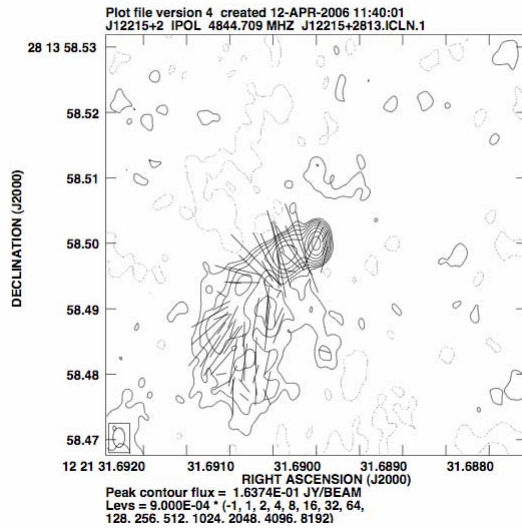 Plot file version 4 created 12-APR-2006 11:40:01
J12215+2 IPOL 4844.709 MHZ J12215+2813.ICLN.1
28 13 58.53
58.52
58.51
58.50
58.49
58.48
58.47
DECLINATION (J2000)
12 21 31.6920 31.6910 31.6900 31.6890 31.6880
RIGHT ASCENSION (J2000)
Peak contour flux = 1.6374E-01 JY/BEAM
Levs = 9.000E-04 * (-1, 1, 2, 4, 8, 16, 32, 64,
128, 256, 512, 1024, 2048, 4096, 8192)